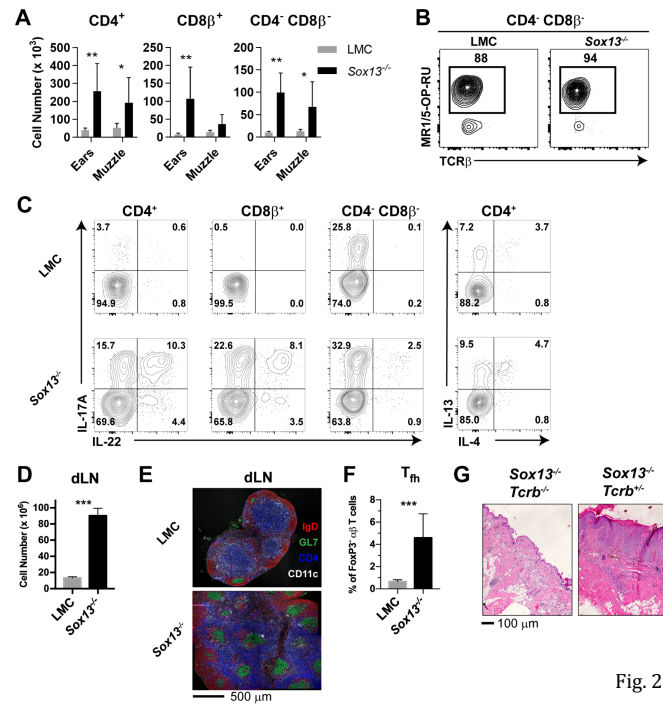 A
CD4+
CD8β+
CD4- CD8β-
LMC
Sox13-/-
Cell Number (x 10³)
500
400
300
200
100
0
**
*
Ears
Muzzle
200
150
100
50
0
**
Ears
Muzzle
200
150
100
50
0
**
*
Ears
Muzzle
B
CD4- CD8β-
LMC
Sox13-/-
88
94
MR1/5-OP-RU
TCRβ
C
CD4+
CD8β+
CD4- CD8β-
CD4+
LMC
3.7 0.6
94.9 0.8
0.5 0.0
99.5 0.0
25.8 0.1
74.0 0.2
7.2 3.7
88.2 0.8
Sox13-/-
15.7 10.3
69.6 4.4
22.6 8.1
65.8 3.5
32.9 2.5
63.8 0.9
9.5 4.7
85.0 0.8
IL-17A
IL-22
IL-13
IL-4
D
dLN
***
Cell Number (x 10⁶)
100
80
60
40
20
0
LMC
Sox13-/-
E
dLN
LMC
IgD
GL7
CD4
CD11c
Sox13-/-
500 µm
F
Tfh
***
% of FoxP3- αβ T cells
8
6
4
2
0
LMC
Sox13-/-
G
Sox13-/-
Tcrb-/-
Sox13-/-
Tcrb+/-
100 µm
Fig. 2